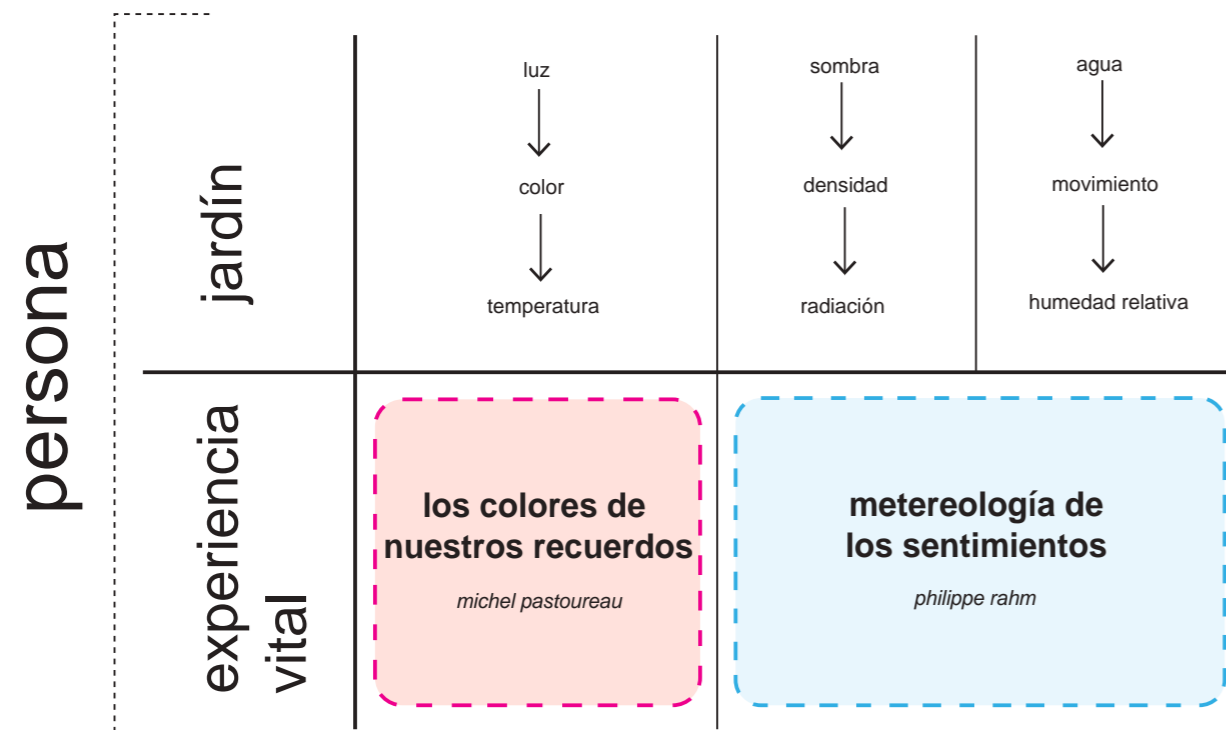 persona
jardín
luz
color
temperatura
sombra
densidad
radiación
agua
movimiento
humedad relativa
experiencia
vital
los colores de
nuestros recuerdos
michel pastoureau
metereología de
los sentimientos
philippe rahm